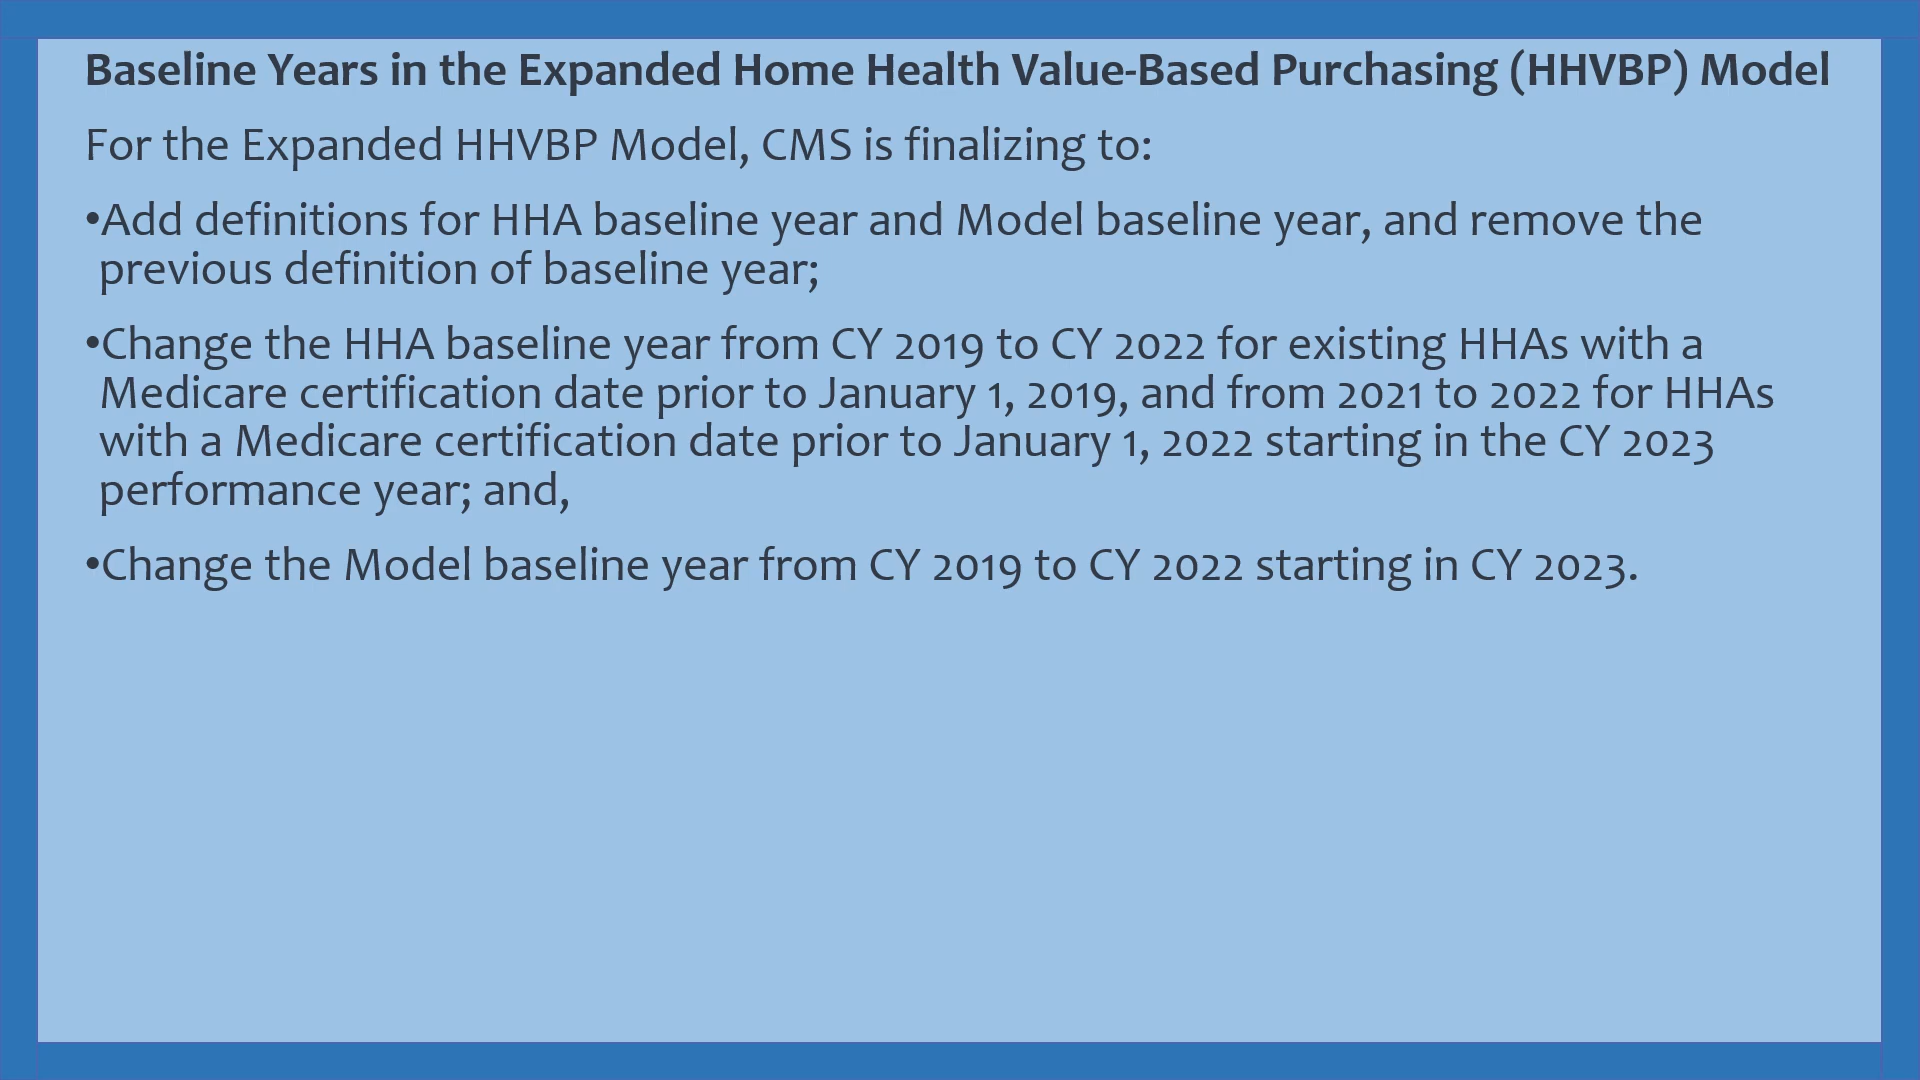 Baseline Years in the Expanded Home Health Value-Based Purchasing (HHVBP) Model
For the Expanded HHVBP Model, CMS is finalizing to:
•Add definitions for HHA baseline year and Model baseline year, and remove the
previous definition of baseline year;
•Change the HHA baseline year from CY 2019 to CY 2022 for existing HHAs with a
Medicare certification date prior to January 1, 2019, and from 2021 to 2022 for HHAs
with a Medicare certification date prior to January 1, 2022 starting in the CY 2023
performance year; and,
•Change the Model baseline year from CY 2019 to CY 2022 starting in CY 2023.